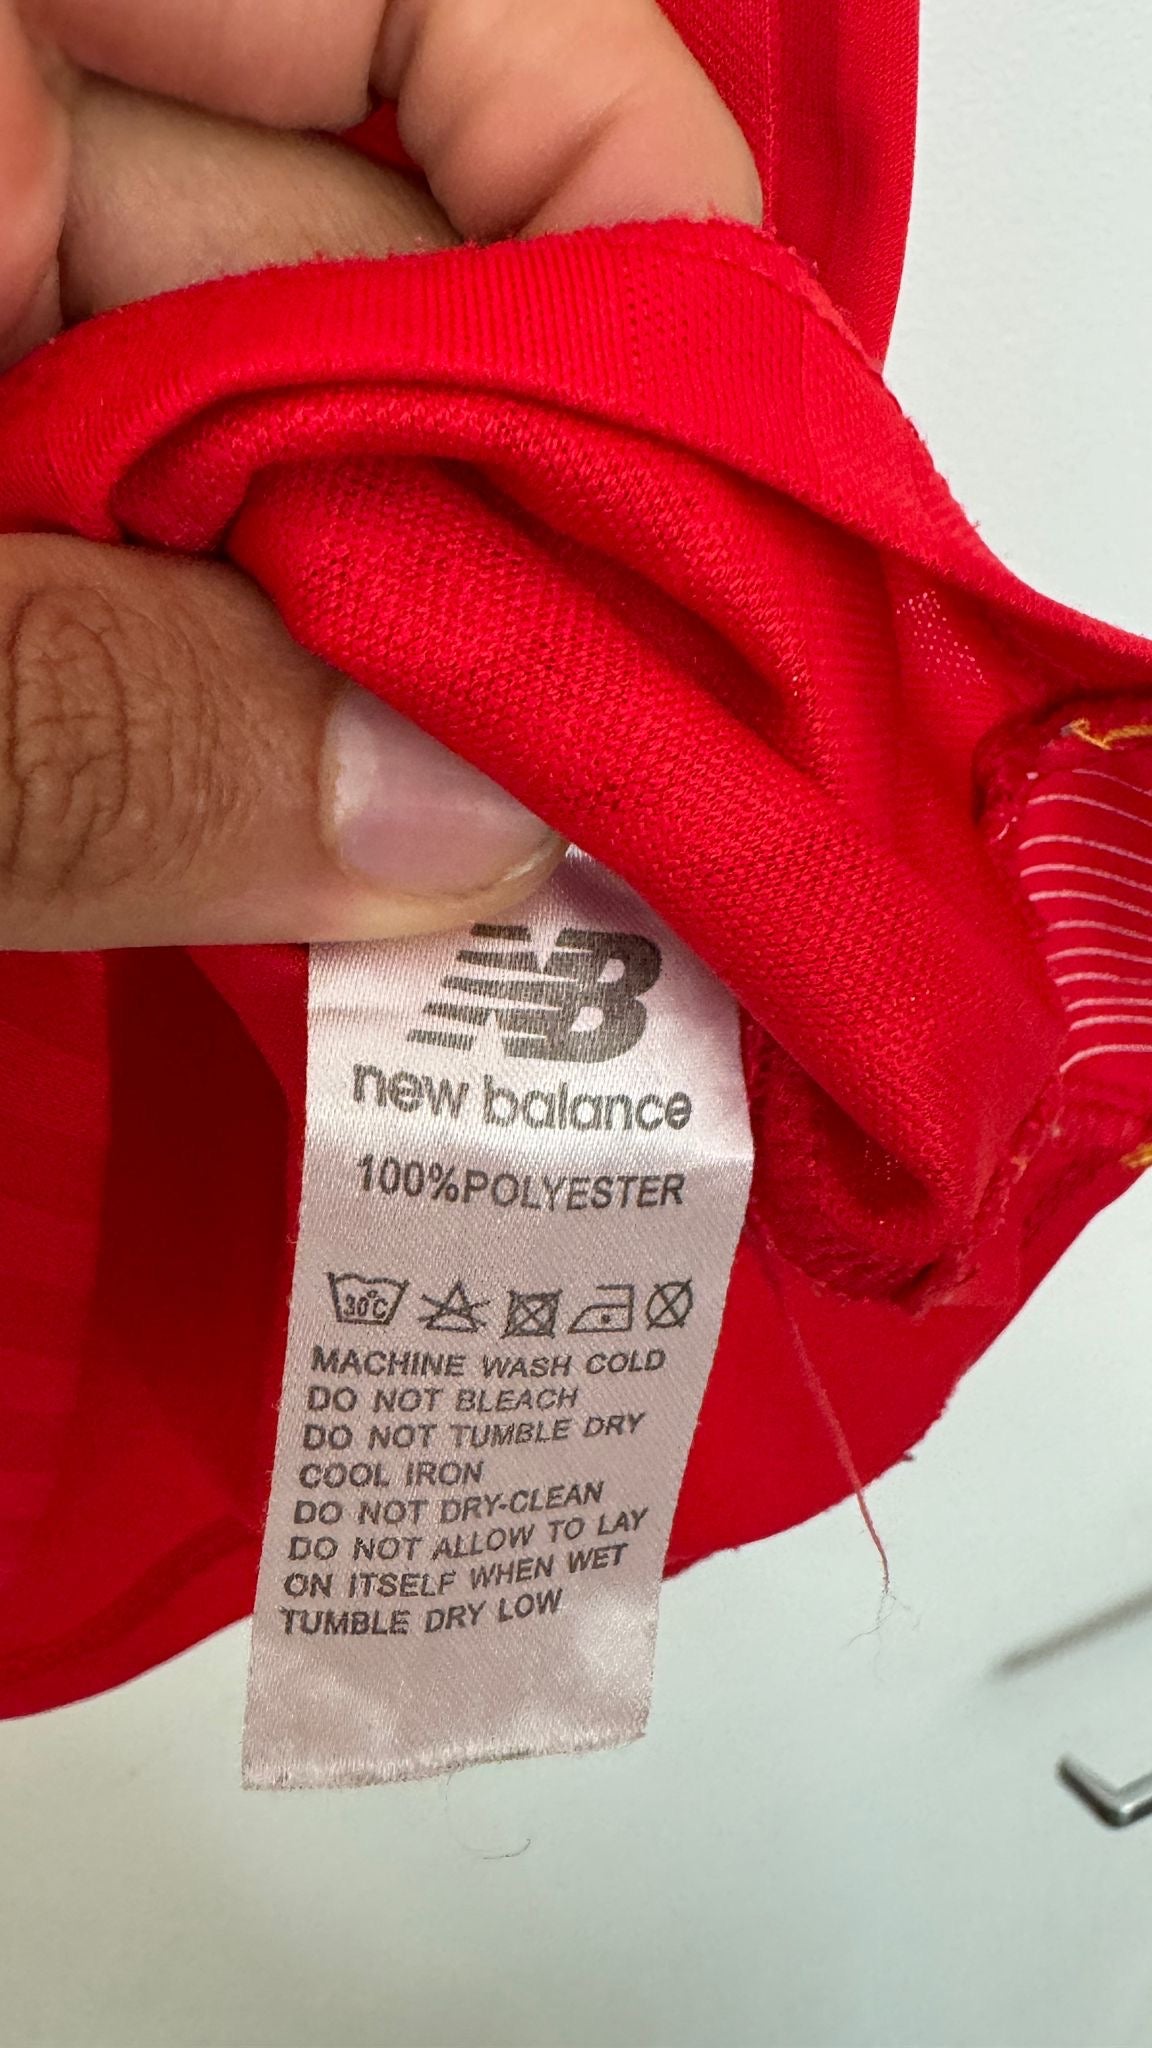 NB
new balance
100%POLYESTER
30°C
MACHINE WASH COLD
DO NOT BLEACH
DO NOT TUMBLE DRY
COOL IRON
DO NOT DRY-CLEAN
DO NOT ALLOW TO LAY
ON ITSELF WHEN WET
TUMBLE DRY LOW